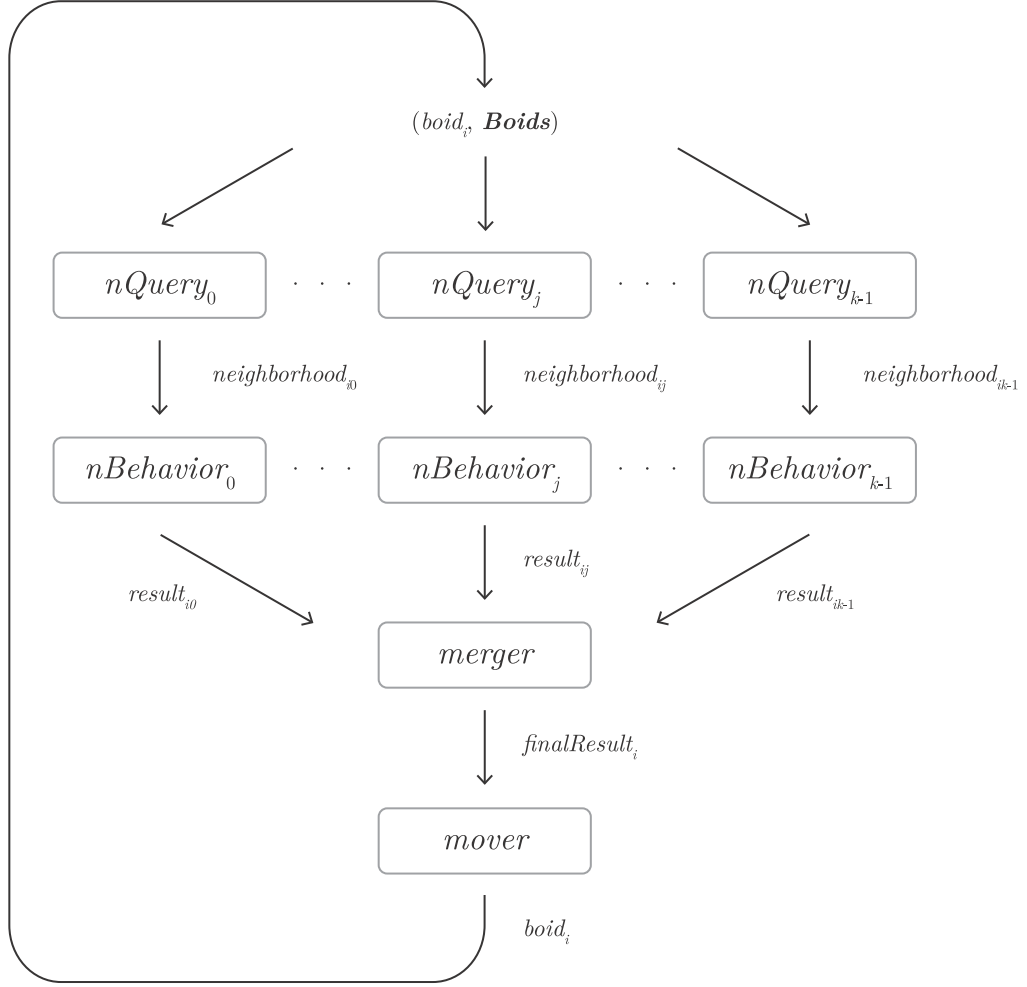 (boid_i, Boids)
nQuery_0 · · · nQuery_j · · · nQuery_k-1
neighborhood_i0 neighborhood_ij neighborhood_ik-1
nBehavior_0 · · · nBehavior_j · · · nBehavior_k-1
result_i0 result_ij result_ik-1
merger
finalResult_i
mover
boid_i